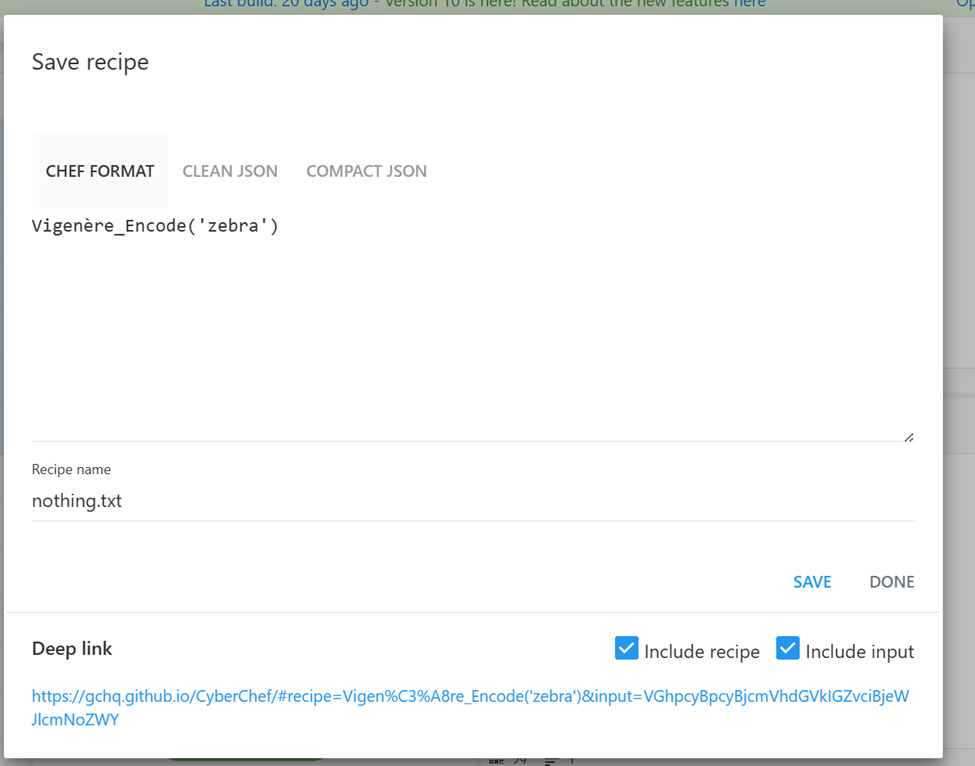 Last build: 20 days ago - Version 10 is here! Read about the new features here
Save recipe
CHEF FORMAT CLEAN JSON COMPACT JSON
Vigenère_Encode('zebra')
Recipe name
nothing.txt
SAVE DONE
Deep link Include recipe Include input
https://gchq.github.io/CyberChef/#recipe=Vigen%C3%A8re_Encode('zebra')&input=VGhpcyBpcyBjcmVhdGVkIGZvciBjeW
JlcmNoZWY